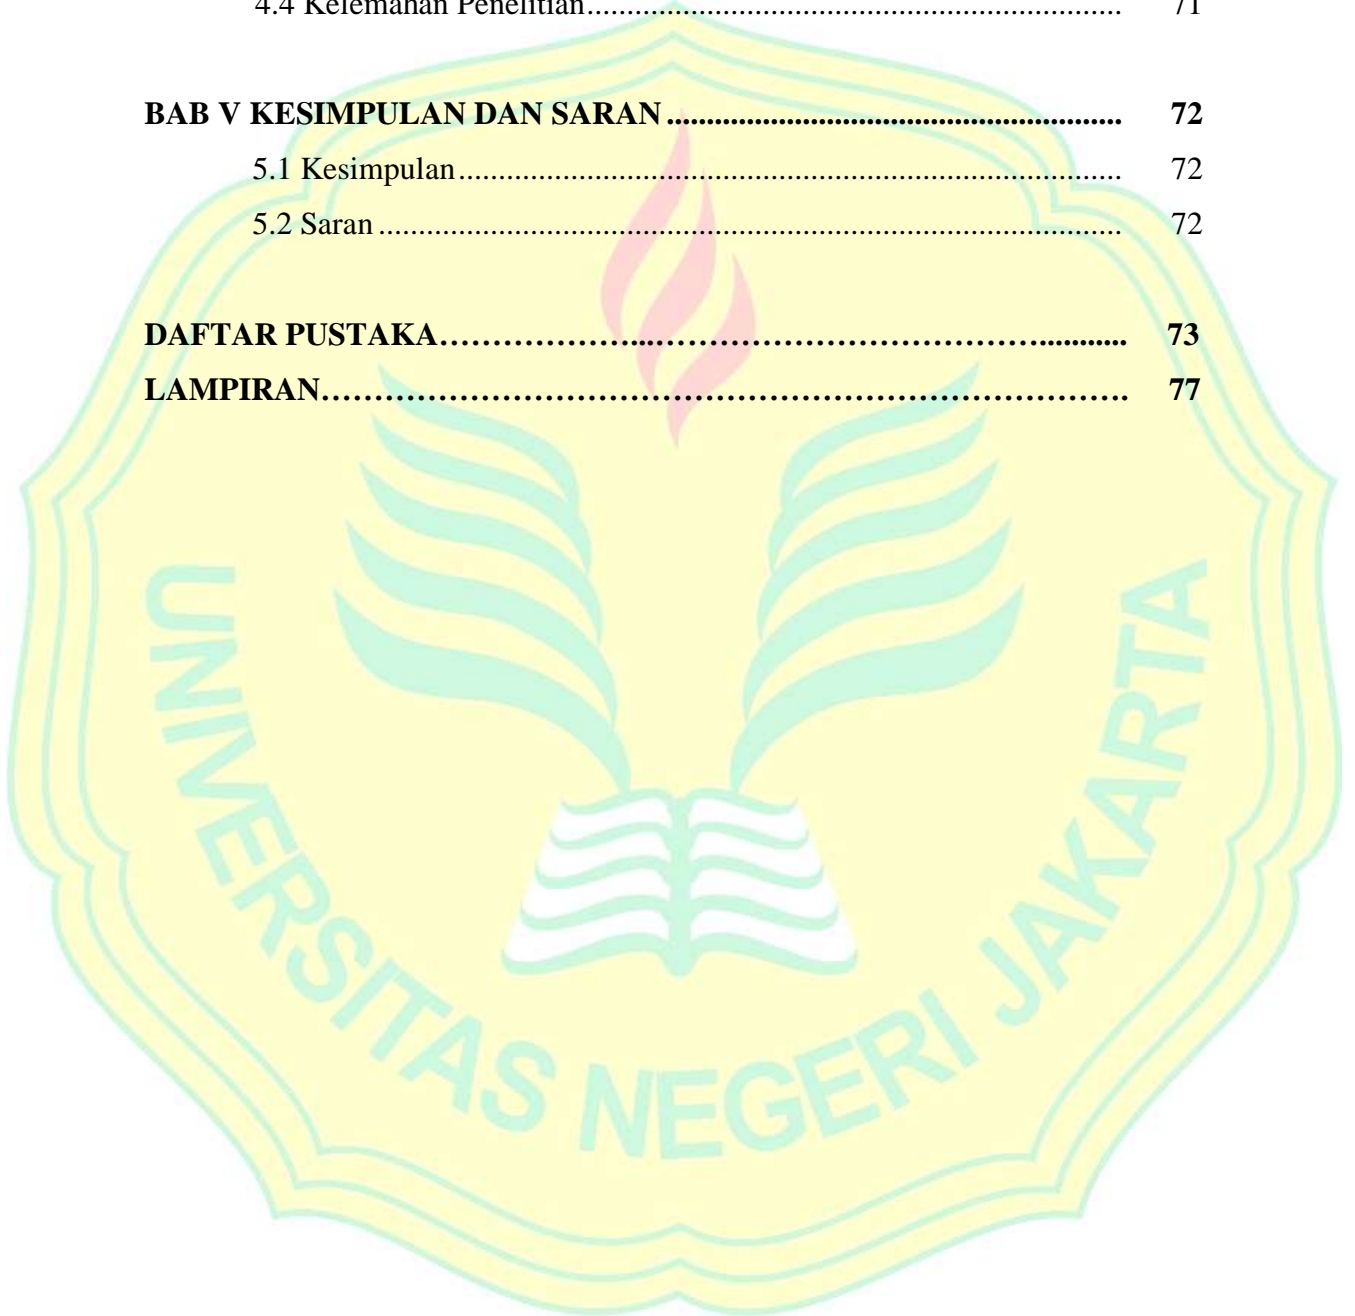 4.4 Kelemahan Penelitian.................................................................... 71
BAB V KESIMPULAN DAN SARAN......................................................... 72
5.1 Kesimpulan................................................................................... 72
5.2 Saran............................................................................................. 72
DAFTAR PUSTAKA………………....………………………………............ 73
LAMPIRAN…………………………………………………………………. 77
UNIVERSITAS NEGERI JAKARTA